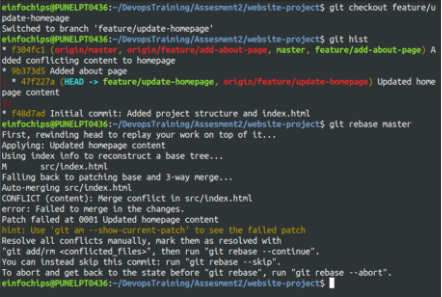 einfochips@PUNELPT0436:~/DevopsTraining/Assesment2/website-project$ git checkout feature/u
pdate-homepage
Switched to branch 'feature/update-homepage'
einfochips@PUNELPT0436:~/DevopsTraining/Assesment2/website-project$ git hist
* f304fc1 (origin/master, origin/feature/add-about-page, master, feature/add-about-page) A
dded conflicting content to homepage
* 9b373d5 Added about page
| * 47f227a (HEAD -> feature/update-homepage, origin/feature/update-homepage) Updated home
page content
|/
* f48d7ad Initial commit: Added project structure and index.html
einfochips@PUNELPT0436:~/DevopsTraining/Assesment2/website-project$ git rebase master
First, rewinding head to replay your work on top of it...
Applying: Updated homepage content
Using index info to reconstruct a base tree...
M src/index.html
Falling back to patching base and 3-way merge...
Auto-merging src/index.html
CONFLICT (content): Merge conflict in src/index.html
error: Failed to merge in the changes.
Patch failed at 0001 Updated homepage content
hint: Use 'git am --show-current-patch' to see the failed patch
Resolve all conflicts manually, mark them as resolved with
"git add/rm <conflicted_files>", then run "git rebase --continue".
You can instead skip this commit: run "git rebase --skip".
To abort and get back to the state before "git rebase", run "git rebase --abort".
einfochips@PUNELPT0436:~/DevopsTraining/Assesment2/website-project$